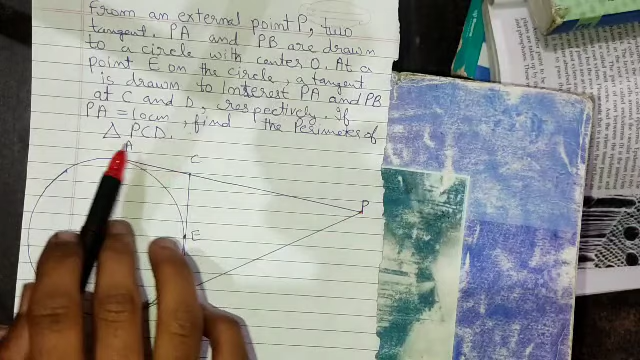 From an external point P, two
tangent, PA and PB are drawn
to a circle with center O. At a
point E on the circle, a tangent
is drawn to Interest PA and PB
at C and D, respectively. If
PA = 10cm, find the Perimeter of
Δ PCD.
A
C
P
E